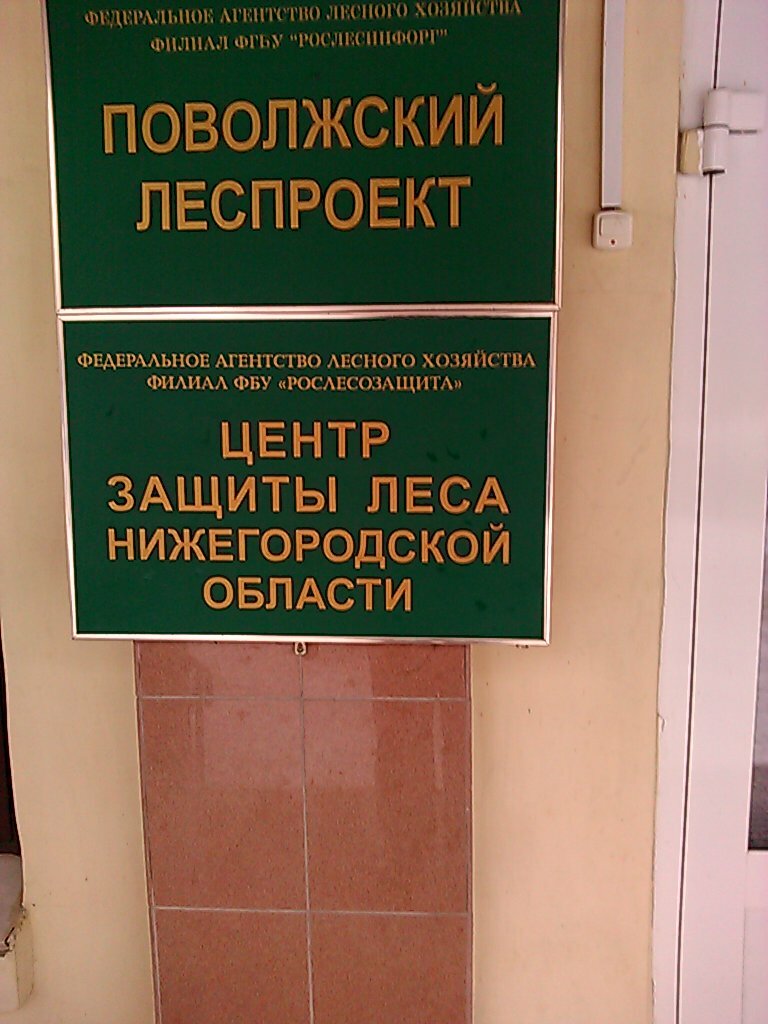 ФЕДЕРАЛЬНОЕ АГЕНТСТВО ЛЕСНОГО ХОЗЯЙСТВА
ФИЛИАЛ ФГБУ "РОСЛЕСИНФОРГ"
ПОВОЛЖСКИЙ
ЛЕСПРОЕКТ
ФЕДЕРАЛЬНОЕ АГЕНТСТВО ЛЕСНОГО ХОЗЯЙСТВА
ФИЛИАЛ ФБУ «РОСЛЕСОЗАЩИТА»
ЦЕНТР
ЗАЩИТЫ ЛЕСА
НИЖЕГОРОДСКОЙ
ОБЛАСТИ